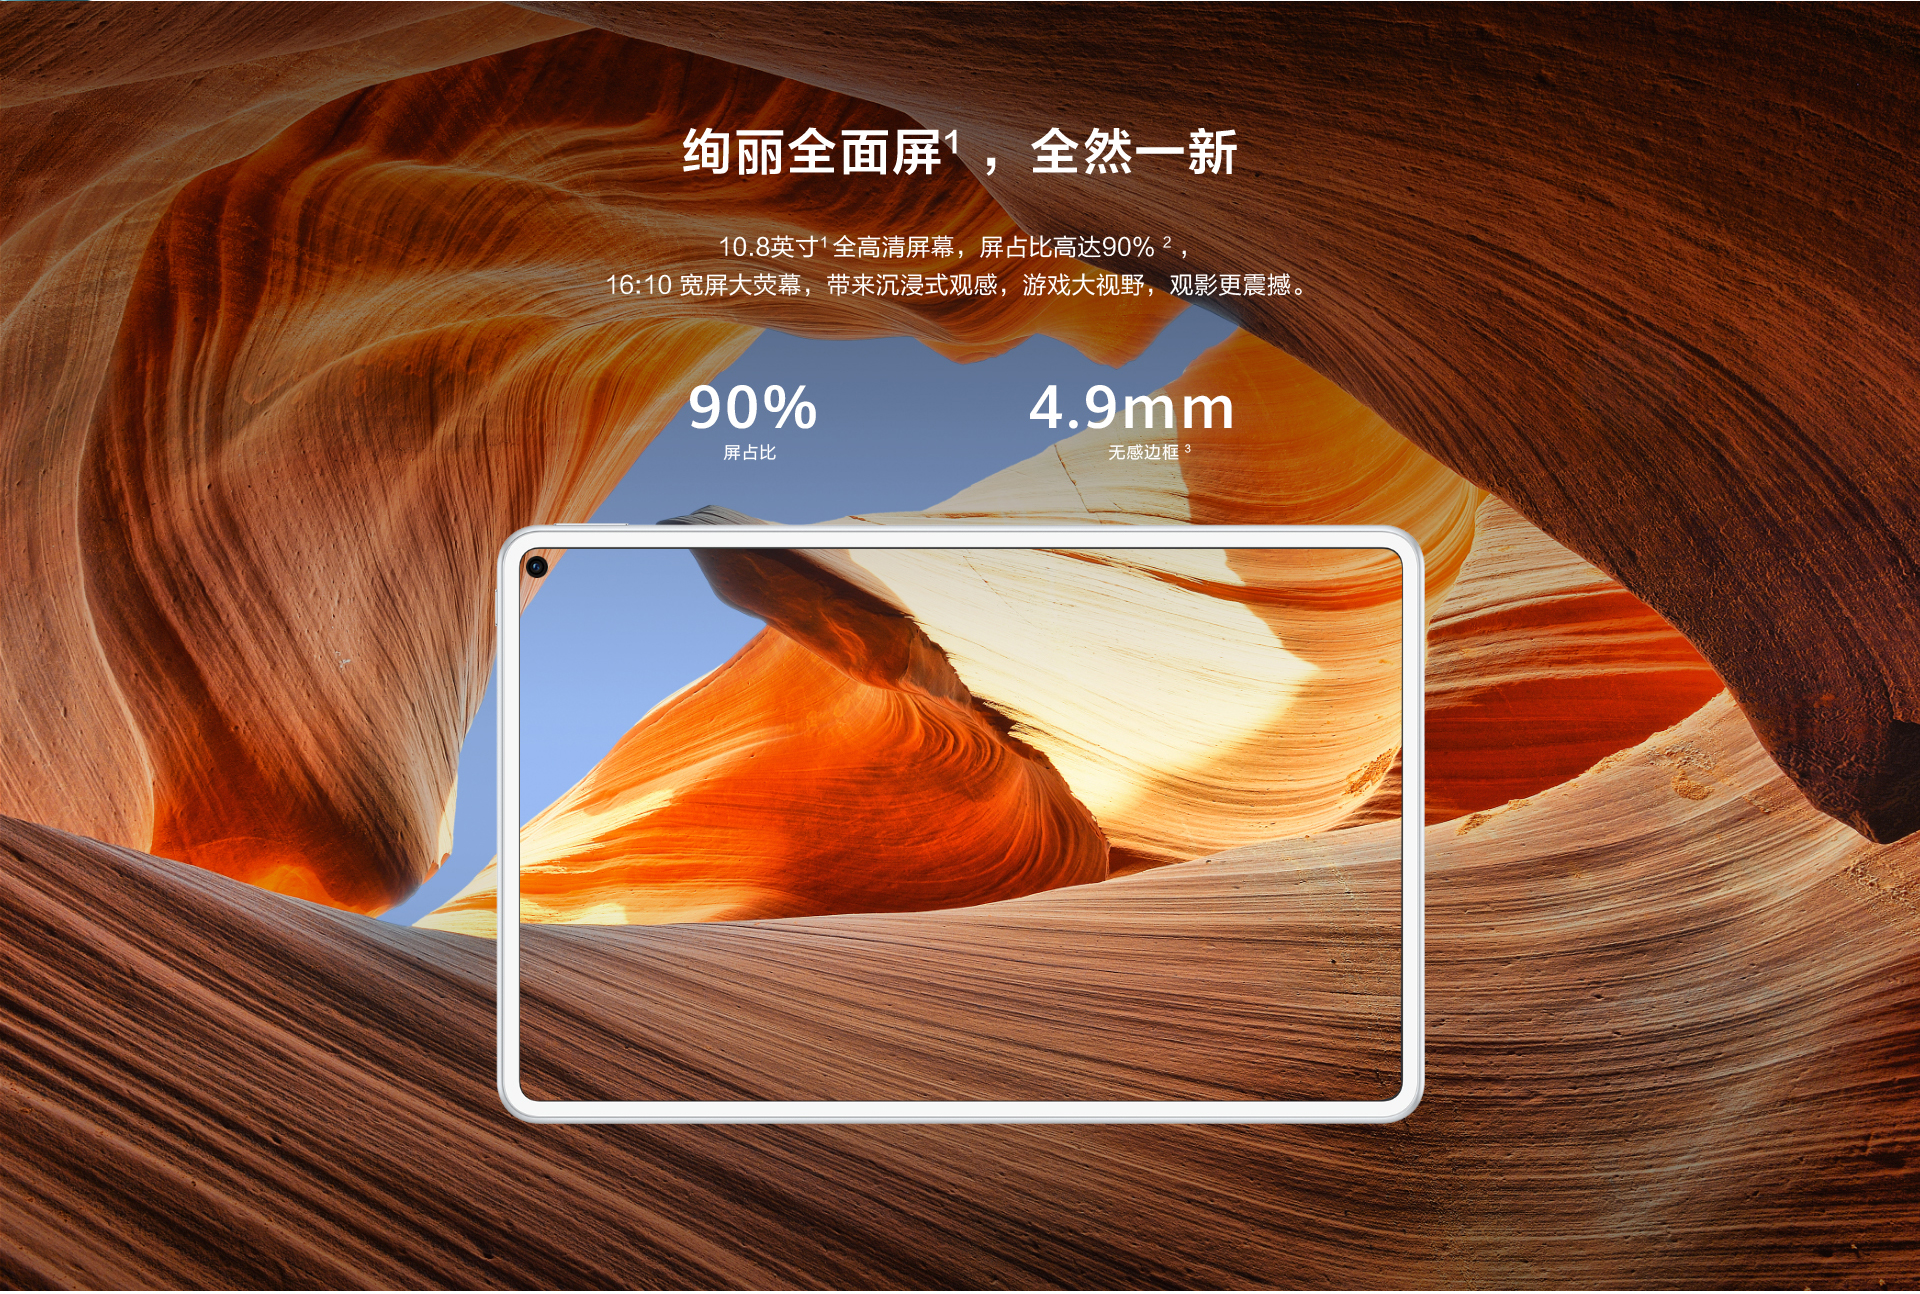 绚丽全面屏1 ，全然一新
10.8英寸1 全高清屏幕，屏占比高达90% 2 ，
16:10 宽屏大荧幕，带来沉浸式观感，游戏大视野，观影更震撼。
90%
4.9mm
屏占比
无感边框 3